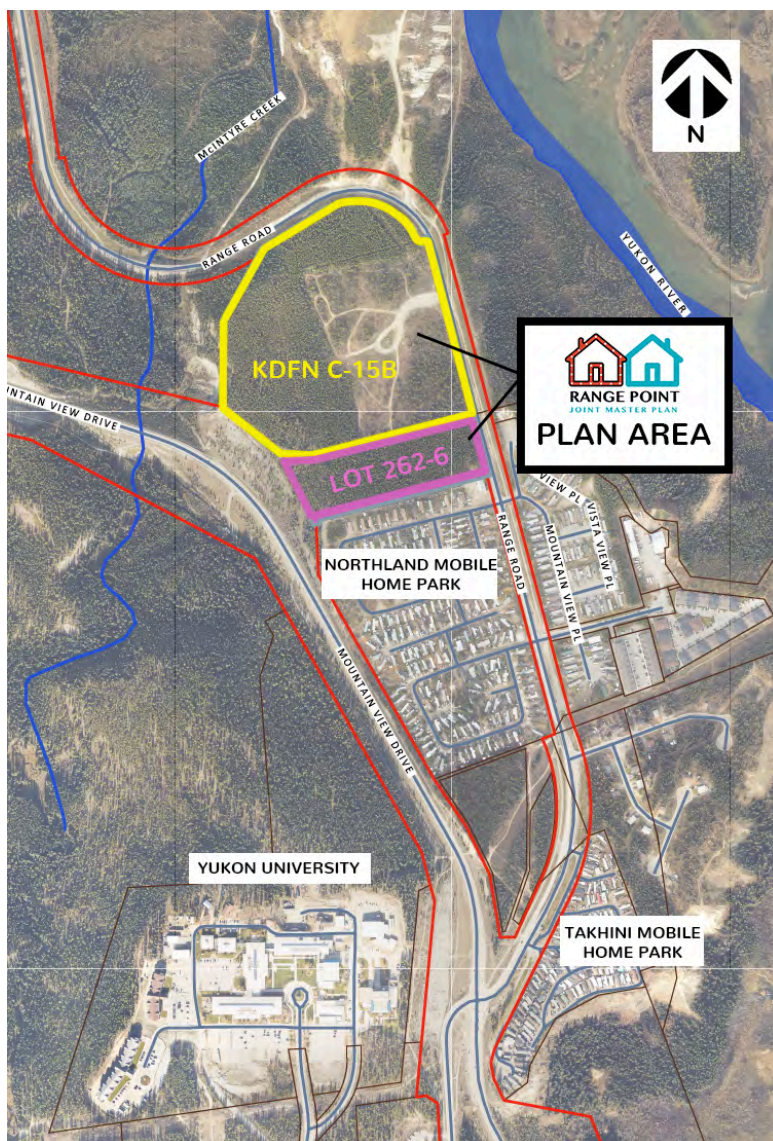 McINTYRE CREEK
N
RANGE ROAD
YUKON RIVER
KDFN C-15B
RANGE POINT
JOINT MASTER PLAN
PLAN AREA
MOUNTAIN VIEW DRIVE
LOT 262-6
VIEW PL
VISTA VIEW PL
NORTHLAND MOBILE
HOME PARK
RANGE ROAD
MOUNTAIN VIEW PL
MOUNTAIN VIEW DRIVE
YUKON UNIVERSITY
TAKHINI MOBILE
HOME PARK